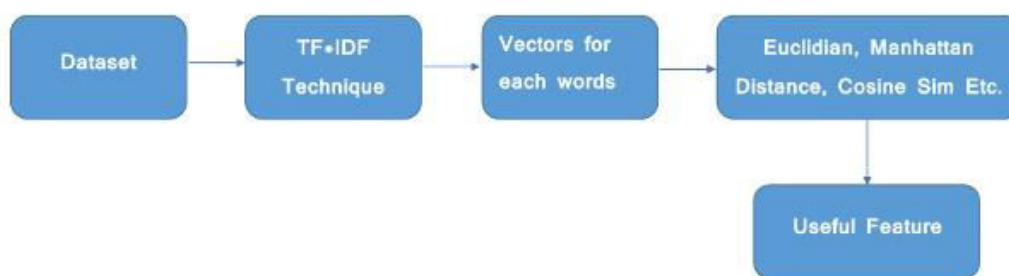 Dataset
TF•IDF
Technique
Vectors for
each words
Euclidian, Manhattan
Distance, Cosine Sim Etc.
Useful Feature